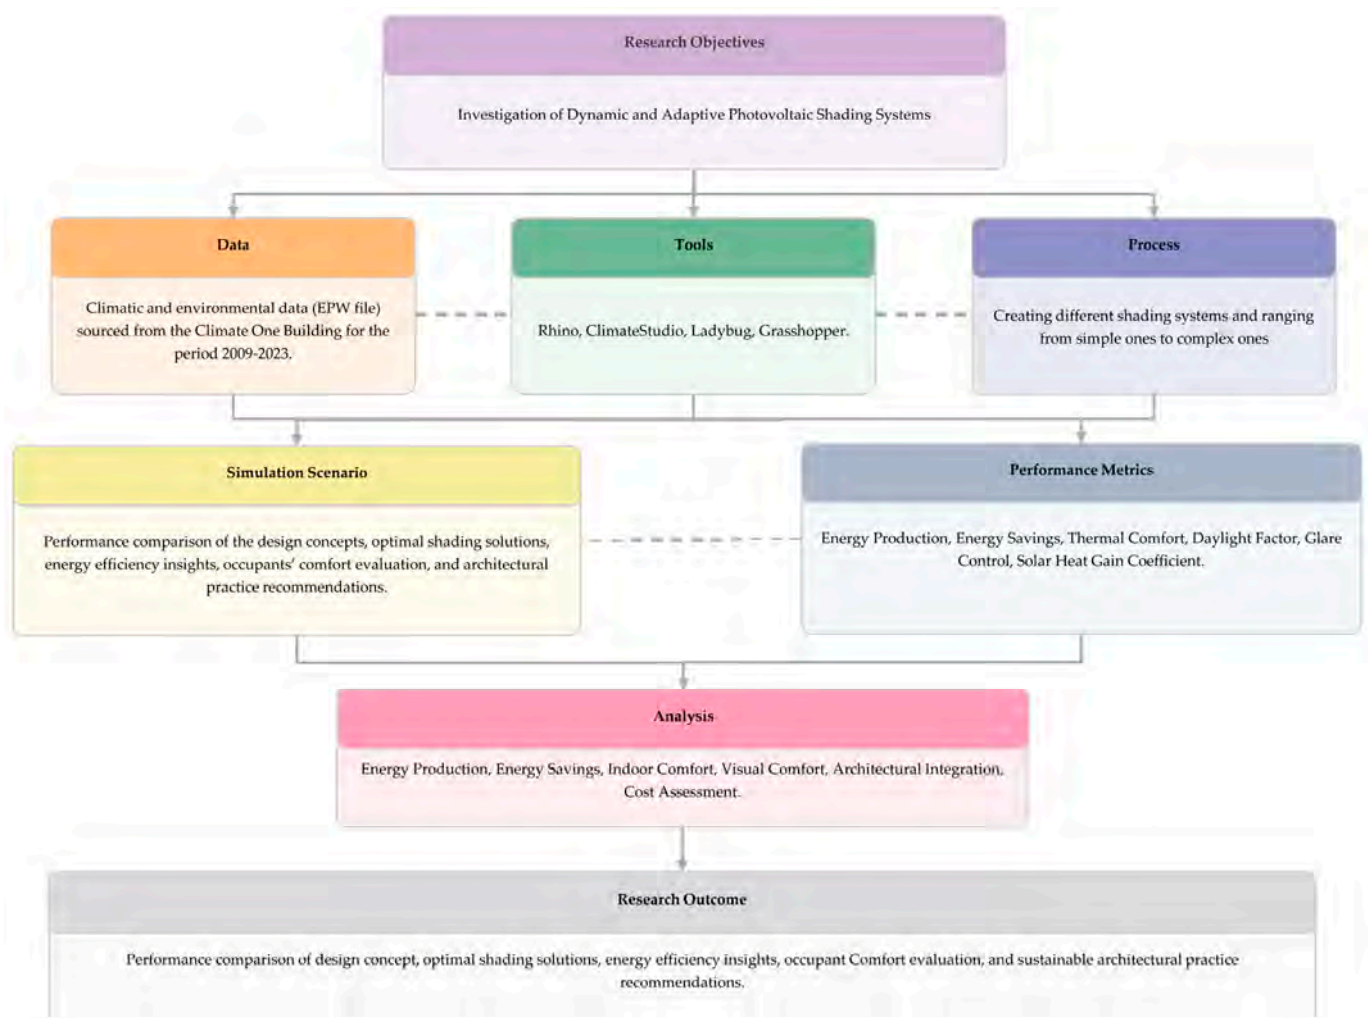 Research Objectives
Investigation of Dynamic and Adaptive Photovoltaic Shading Systems
Data
Climatic and environmental data (EPW file)
sourced from the Climate One Building for the
period 2009-2023.
Tools
Rhino, ClimateStudio, Ladybug, Grasshopper.
Process
Creating different shading systems and ranging
from simple ones to complex ones
Simulation Scenario
Performance comparison of the design concepts, optimal shading solutions,
energy efficiency insights, occupants' comfort evaluation, and architectural
practice recommendations.
Performance Metrics
Energy Production, Energy Savings, Thermal Comfort, Daylight Factor, Glare
Control, Solar Heat Gain Coefficient.
Analysis
Energy Production, Energy Savings, Indoor Comfort, Visual Comfort, Architectural Integration,
Cost Assessment.
Research Outcome
Performance comparison of design concept, optimal shading solutions, energy efficiency insights, occupant Comfort evaluation, and sustainable architectural practice
recommendations.